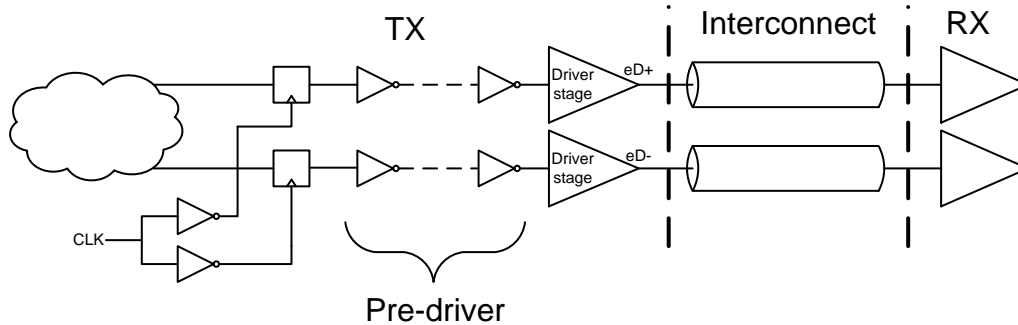 TX
Interconnect
RX
Driver
stage
eD+
Driver
stage
eD-
CLK
Pre-driver